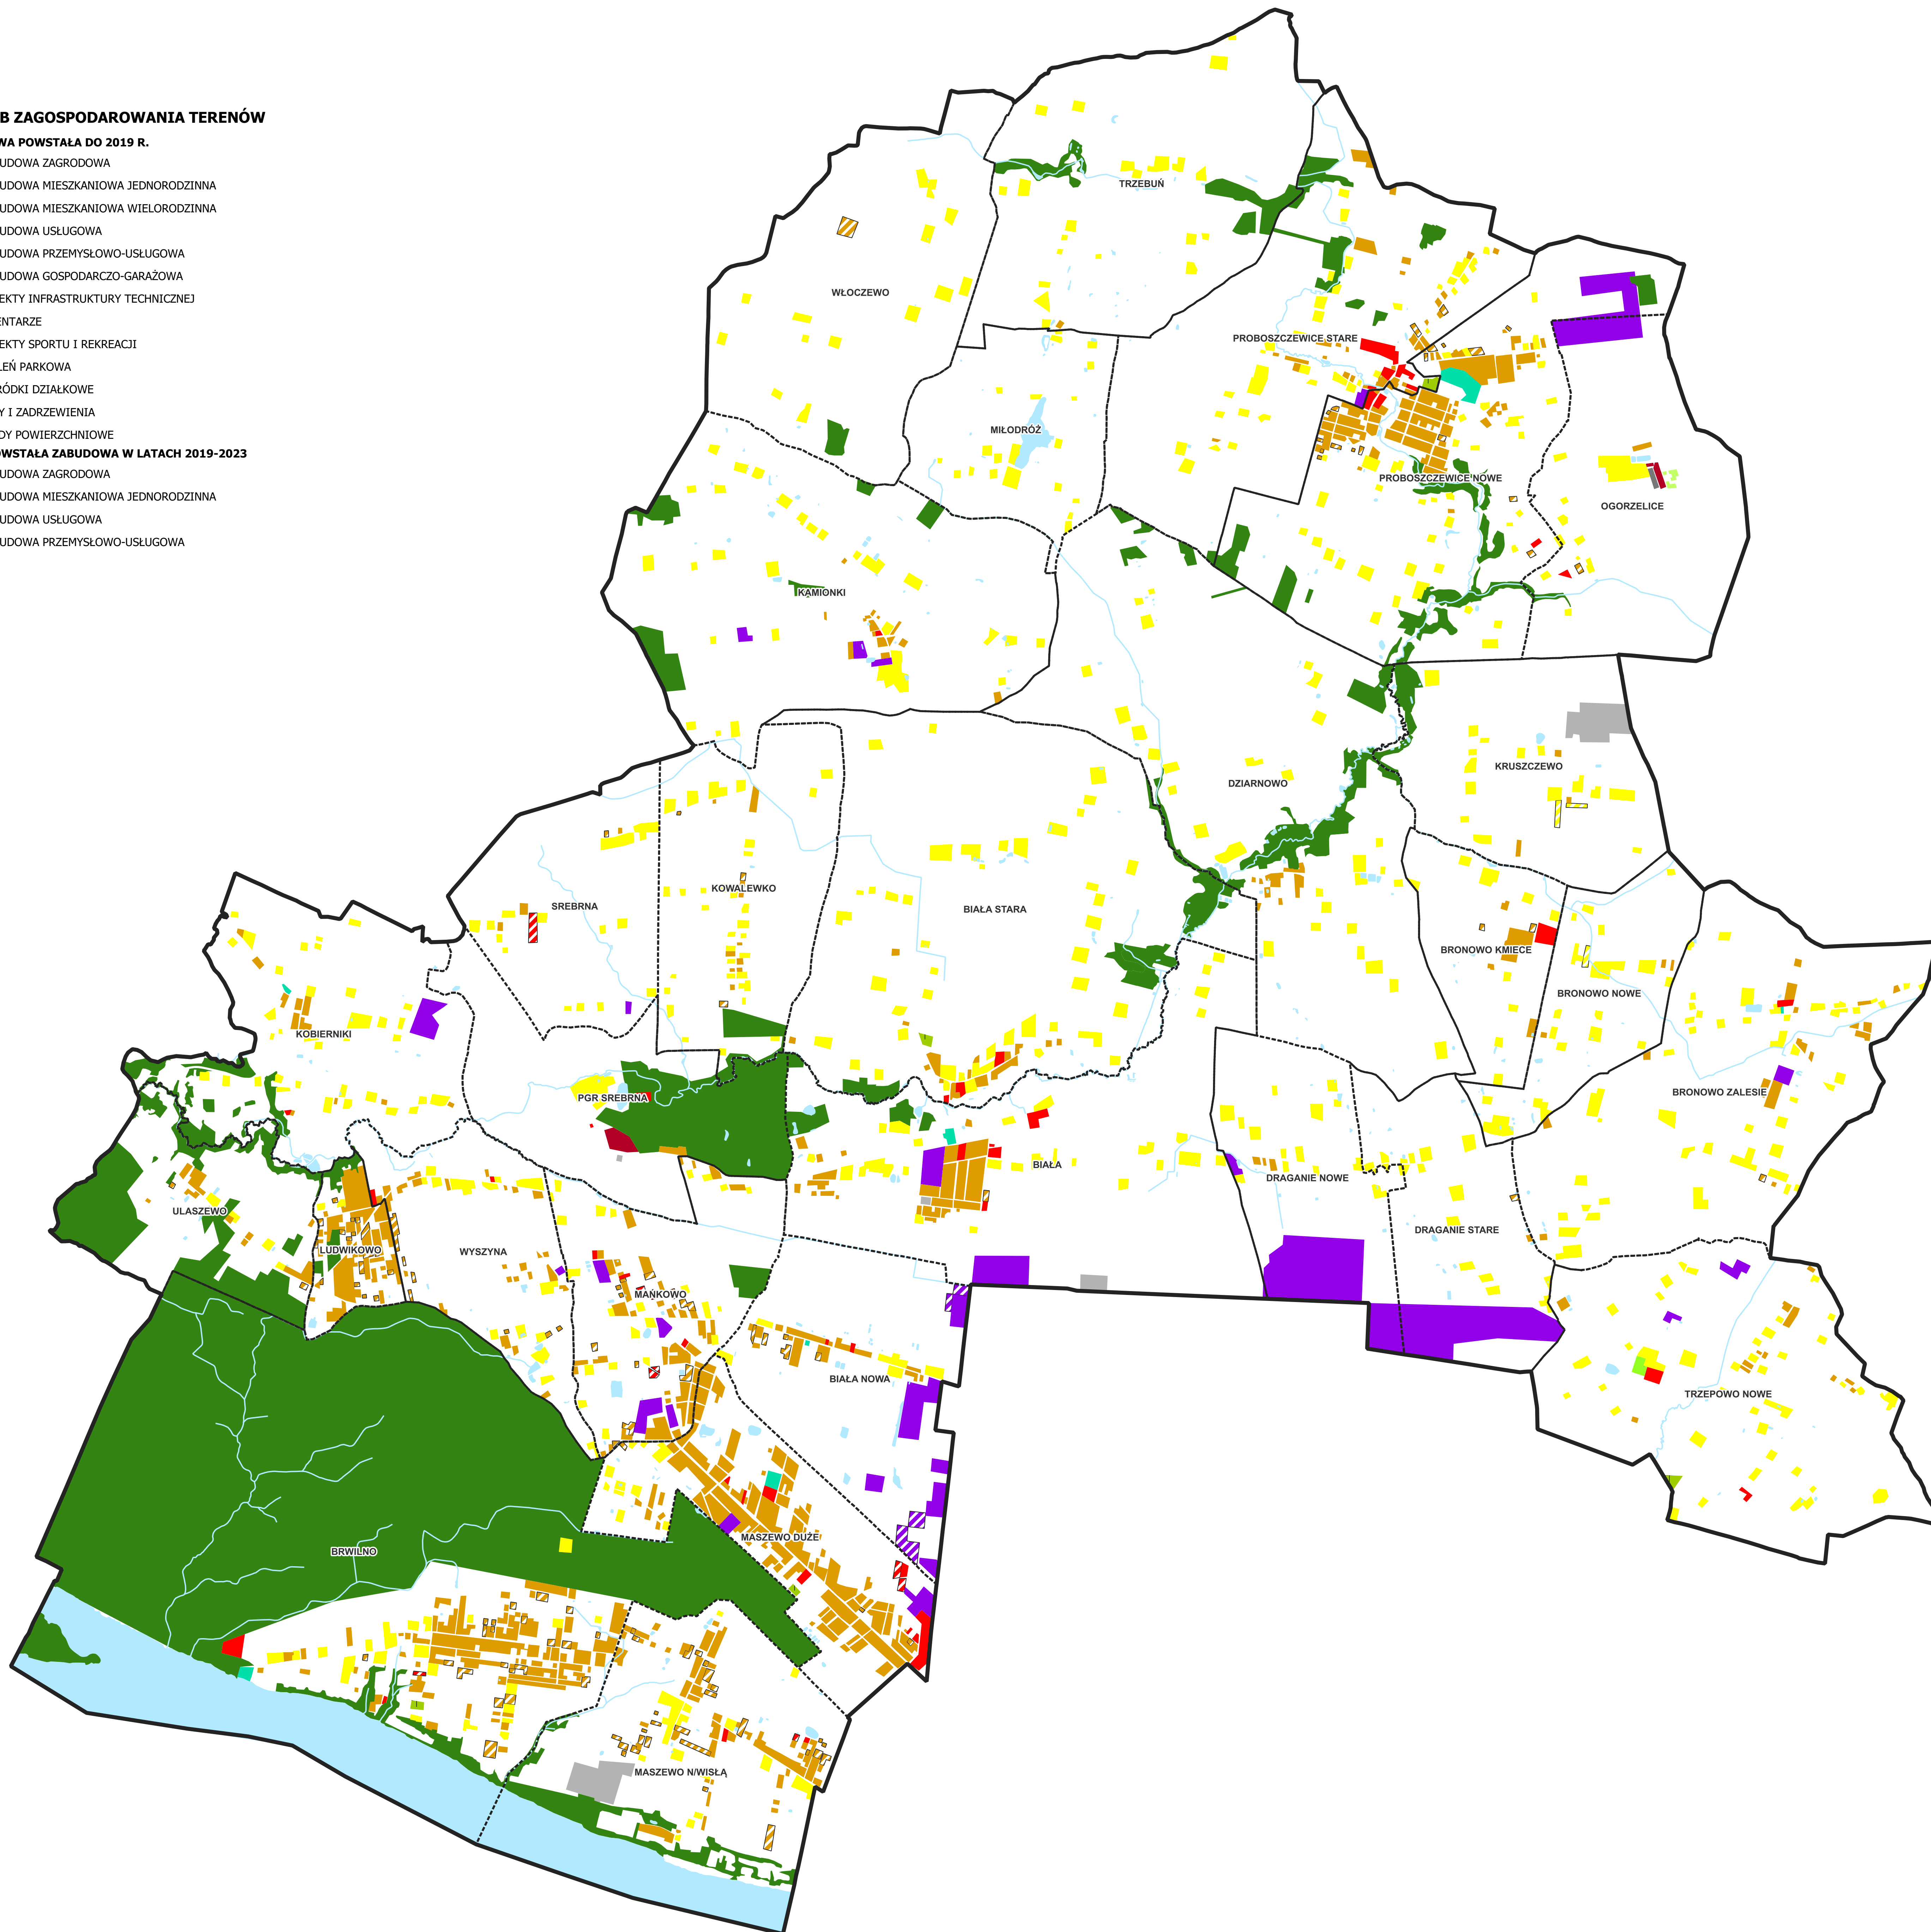 B ZAGOSPODAROWANIA TERENÓW
WA POWSTAŁA DO 2019 R.
UDOWA ZAGRODOWA
UDOWA MIESZKANIOWA JEDNORODZINNA
UDOWA MIESZKANIOWA WIELORODZINNA
UDOWA USŁUGOWA
UDOWA PRZEMYSŁOWO-USŁUGOWA
UDOWA GOSPODARCZO-GARAŻOWA
EKTY INFRASTRUKTURY TECHNICZNEJ
ENTARZE
EKTY SPORTU I REKREACJI
LEŃ PARKOWA
RÓDKI DZIAŁKOWE
Y I ZADRZEWIENIA
DY POWIERZCHNIOWE
OWSTAŁA ZABUDOWA W LATACH 2019-2023
UDOWA ZAGRODOWA
UDOWA MIESZKANIOWA JEDNORODZINNA
UDOWA USŁUGOWA
UDOWA PRZEMYSŁOWO-USŁUGOWA
TRZEBUŃ
WŁOCZEWO
PROBOSZCZEWICE STARE
MIŁODRÓŻ
PROBOSZCZEWICE NOWE
OGORZELICE
KAMIONKI
KRUSZCZEWO
DZIARNOWO
KOWALEWKO
SREBRNA
BIAŁA STARA
BRONOWO KMIECE
BRONOWO NOWE
KOBIERNIKI
BRONOWO ZALESIE
PGR SREBRNA
BIAŁA
DRAGANIE NOWE
ULASZEWO
DRAGANIE STARE
LUDWIKOWO
WYSZYNA
MAŃKOWO
BIAŁA NOWA
TRZEPOWO NOWE
MASZEWO DUŻE
BRWILNO
MASZEWO N/WISŁĄ